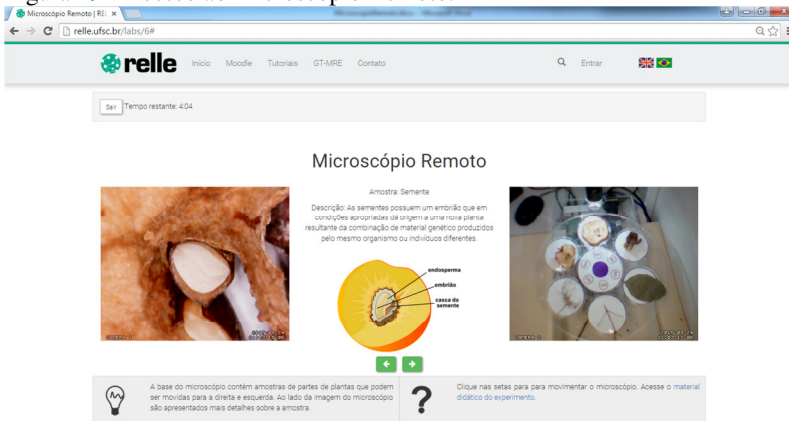 Microscópio Remoto | REL
relle.ufsc.br/labs/6#
relle Início Moodle Tutoriais GT-MRE Contato Entrar
Sair Tempo restante: 4:04
Microscópio Remoto
Amostra: Semente
Descrição: As sementes possuem um embrião que em
condições apropriadas dá origem a uma nova planta
resultante da combinação de material genético produzidos
pelo mesmo organismo ou indivíduos diferentes.
endosperma
embrião
casca da
semente
A base do microscópio contém amostras de partes de plantas que podem
ser movidas para a direita e esquerda. Ao lado da imagem do microscópio
são apresentados mais detalhes sobre a amostra.
?
Clique nas setas para para movimentar o microscópio. Acesse o material
didático do experimento.